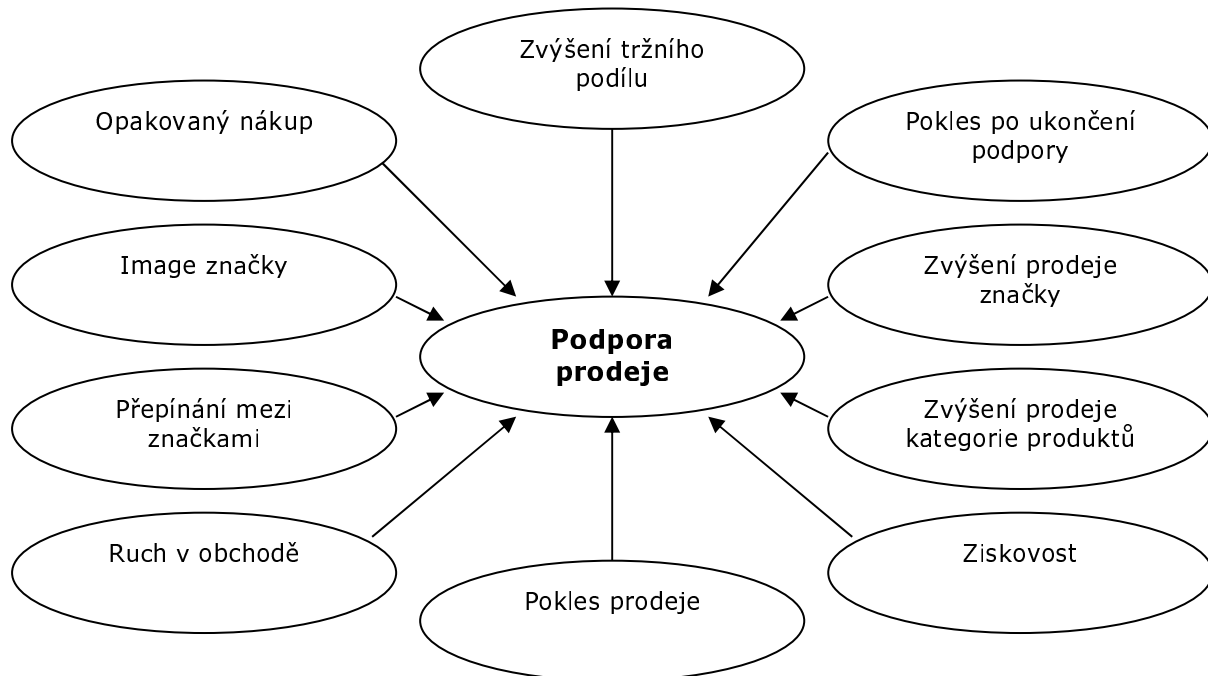 Zvýšení tržního
podílu
Opakovaný nákup
Pokles po ukončení
podpory
Image značky
Zvýšení prodeje
značky
Podpora
prodeje
Přepínání mezi
značkami
Zvýšení prodeje
kategorie produktů
Ruch v obchodě
Ziskovost
Pokles prodeje